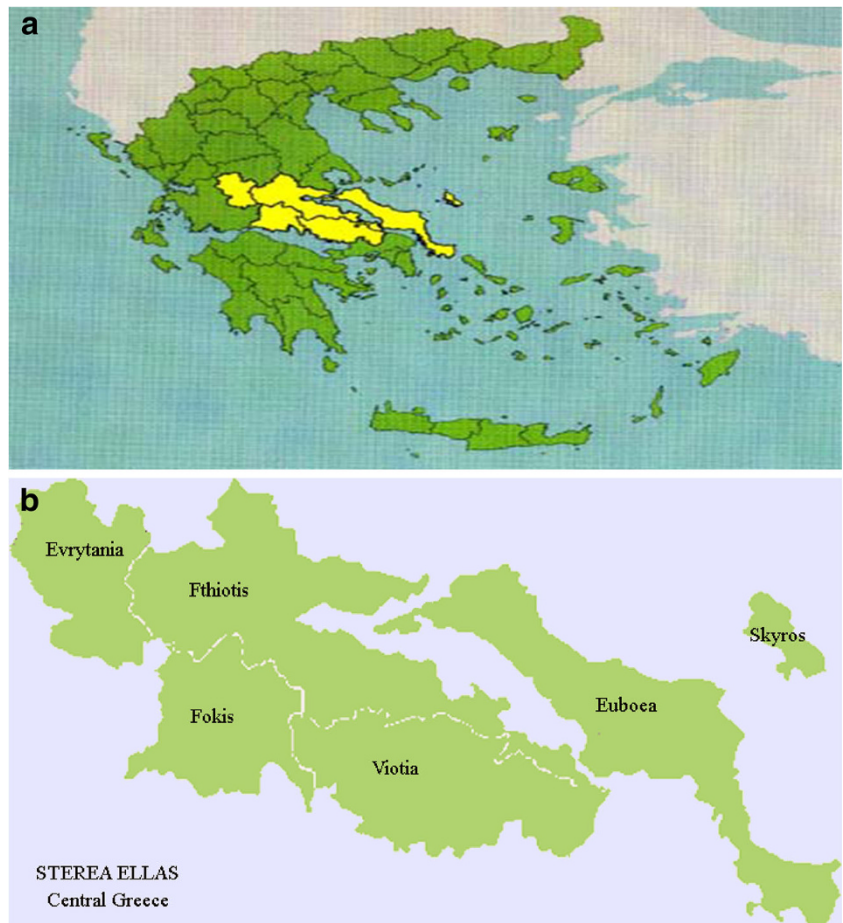 a
b
Evrytania
Fthiotis
Skyros
Euboea
Fokis
Viotia
STEREA ELLAS
Central Greece